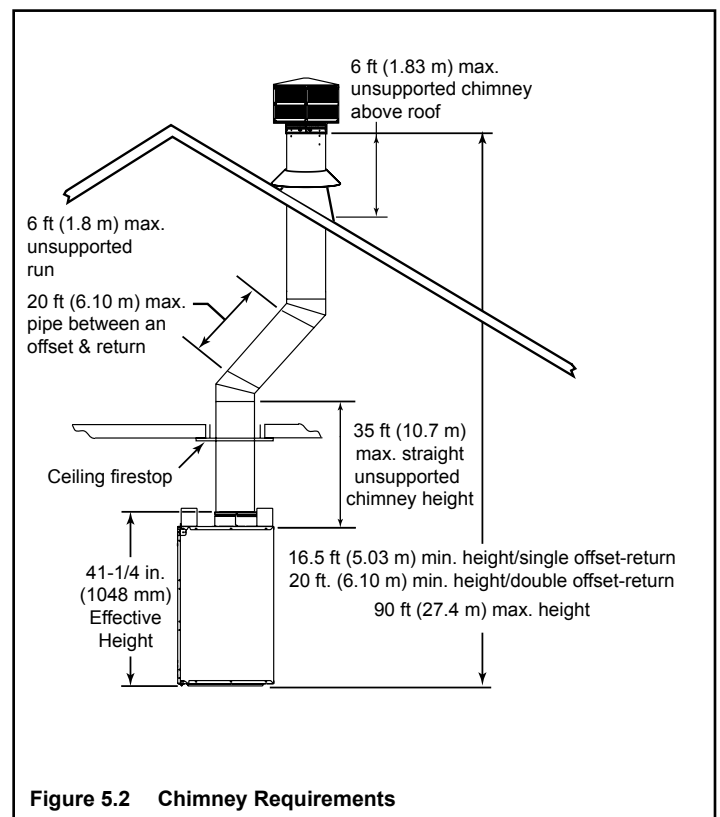 6 ft (1.83 m) max.
unsupported chimney
above roof
6 ft (1.8 m) max.
unsupported
run
20 ft (6.10 m) max.
pipe between an
offset & return
35 ft (10.7 m)
max. straight
unsupported
chimney height
Ceiling firestop
41-1/4 in.
(1048 mm)
Effective
Height
16.5 ft (5.03 m) min. height/single offset-return
20 ft. (6.10 m) min. height/double offset-return
90 ft (27.4 m) max. height
Figure 5.2 Chimney Requirements